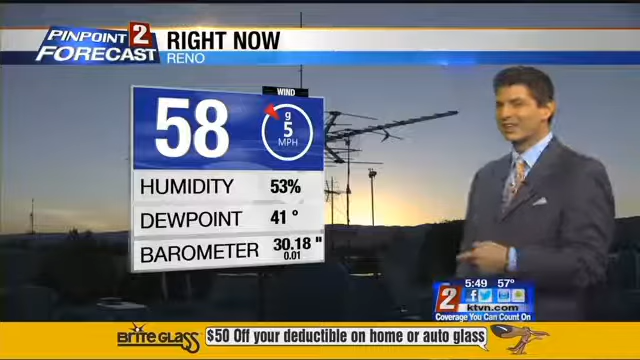 PINPOINT 2
FORECAST
RIGHT NOW
RENO
WIND
58
g
5
MPH
HUMIDITY 53%
DEWPOINT 41 °
BAROMETER 30.18 "
0.01
5:49 57°
2
ktvn.com
Coverage You Can Count On
BRITE GLASS $50 Off your deductible on home or auto glass